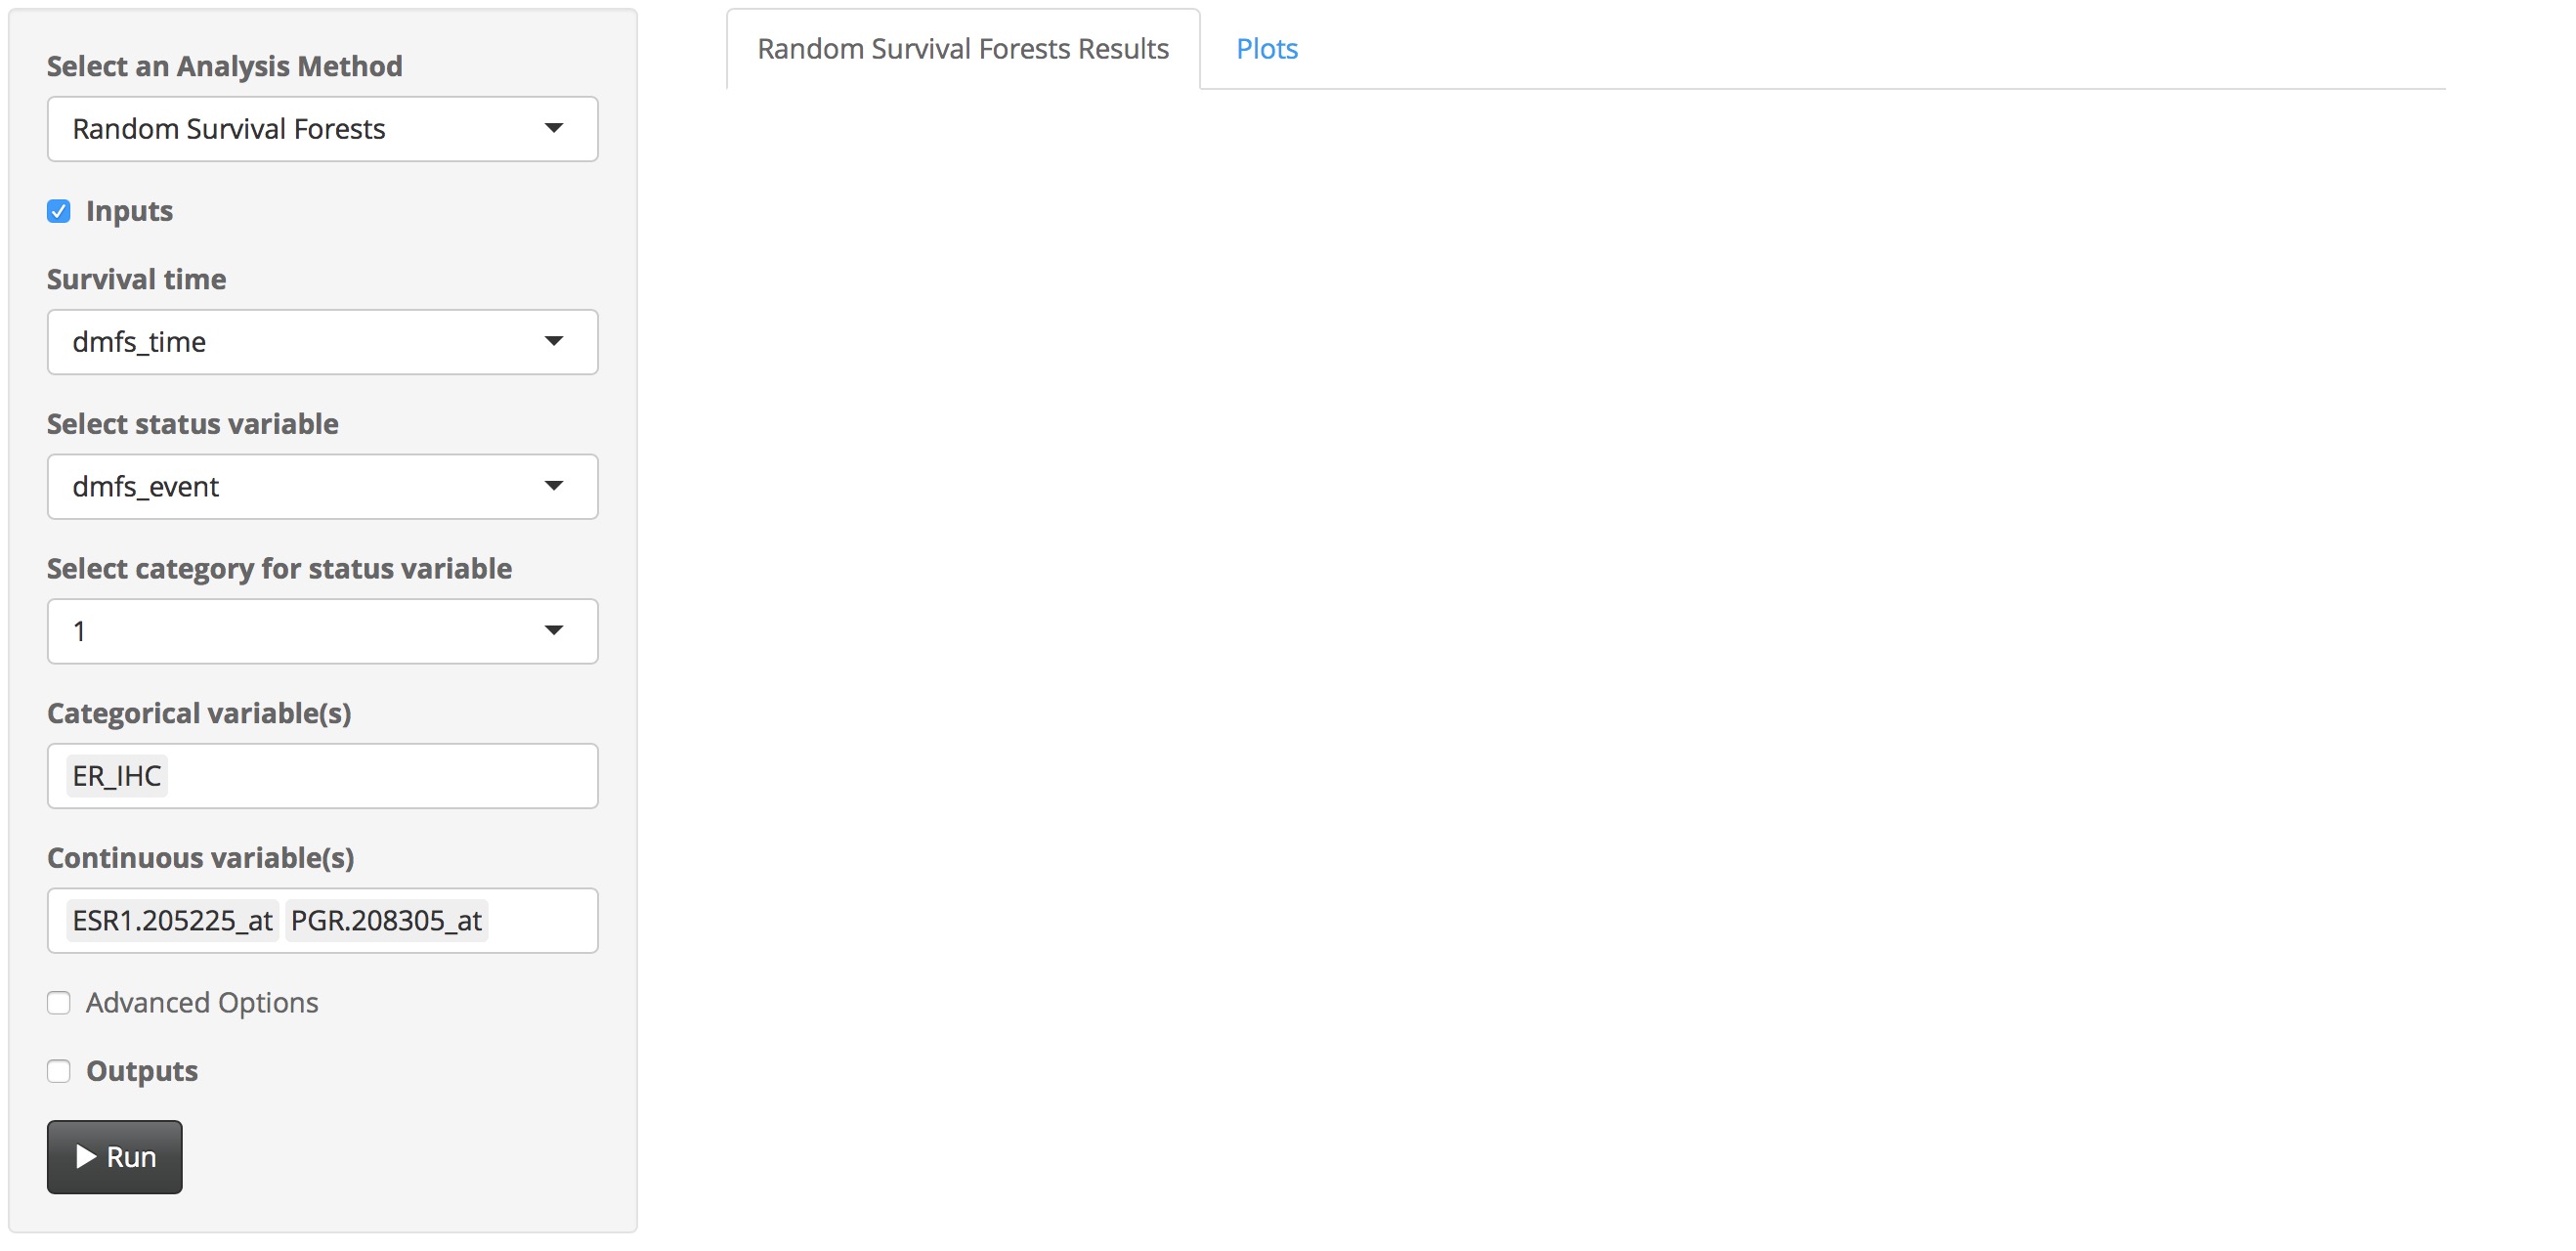 Select an Analysis Method
Random Survival Forests
Inputs
Survival time
dmfs_time
Select status variable
dmfs_event
Select category for status variable
1
Categorical variable(s)
ER_IHC
Continuous variable(s)
ESR1.205225_at PGR.208305_at
Advanced Options
Outputs
Run
Random Survival Forests Results
Plots